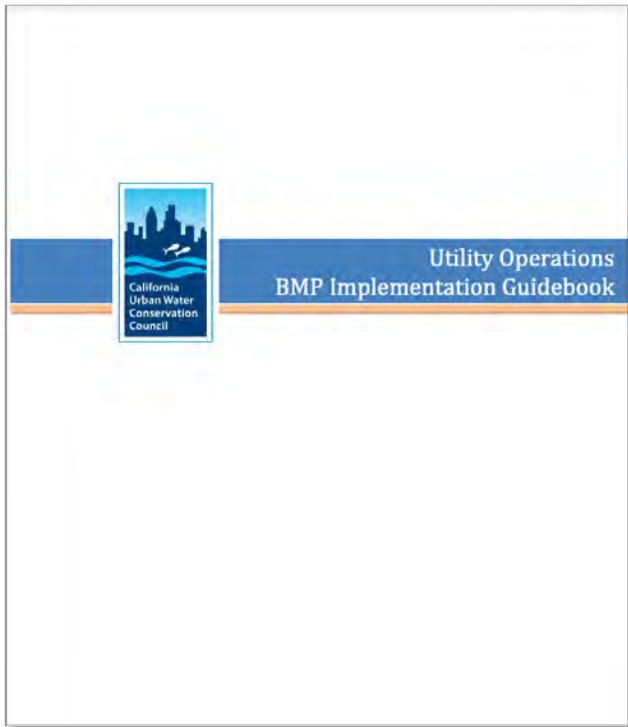 Utility Operations
BMP Implementation Guidebook
California
Urban Water
Conservation
Council